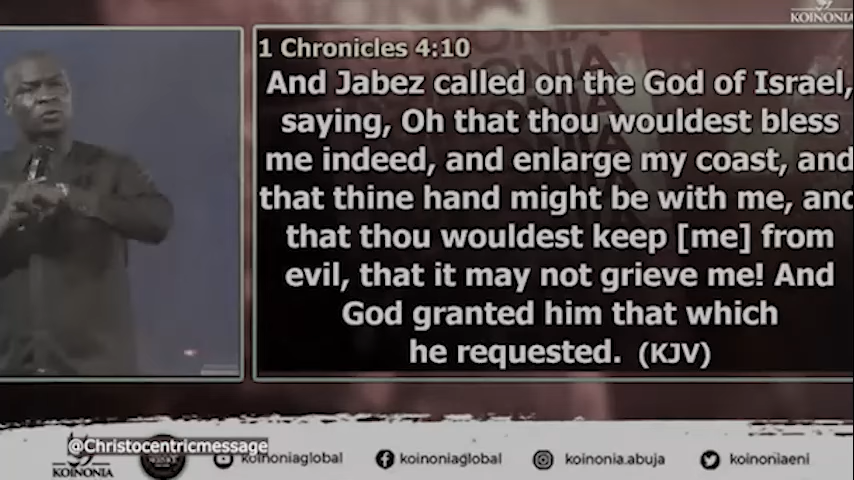 KOINONIA
1 Chronicles 4:10
And Jabez called on the God of Israel,
saying, Oh that thou wouldest bless
me indeed, and enlarge my coast, and
that thine hand might be with me, and
that thou wouldest keep [me] from
evil, that it may not grieve me! And
God granted him that which
he requested. (KJV)
@Christocentricmessage
KOINONIA
koinoniaglobal
koinoniaglobal
koinonia.abuja
koinoniaeni